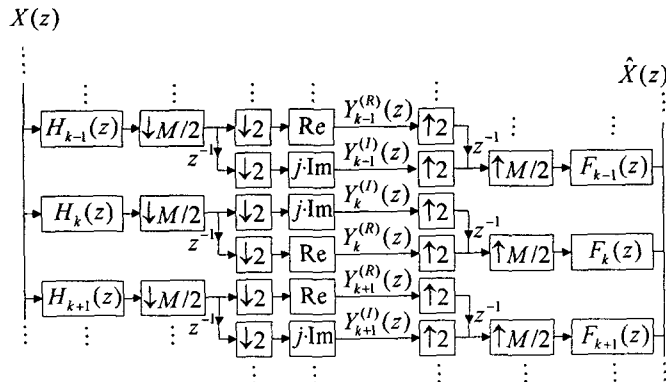 X(z)
X̂(z)
H_{k-1}(z) ↓M/2 ↓2 Re Y_{k-1}^{(R)}(z) ↑2
z^{-1} ↓2 j·Im Y_{k-1}^{(I)}(z) ↑2 z^{-1} ↑M/2 F_{k-1}(z)
H_k(z) ↓M/2 ↓2 j·Im Y_k^{(I)}(z) ↑2
z^{-1} ↓2 Re Y_k^{(R)}(z) ↑2 z^{-1} ↑M/2 F_k(z)
H_{k+1}(z) ↓M/2 ↓2 Re Y_{k+1}^{(R)}(z) ↑2
z^{-1} ↓2 j·Im Y_{k+1}^{(I)}(z) ↑2 z^{-1} ↑M/2 F_{k+1}(z)